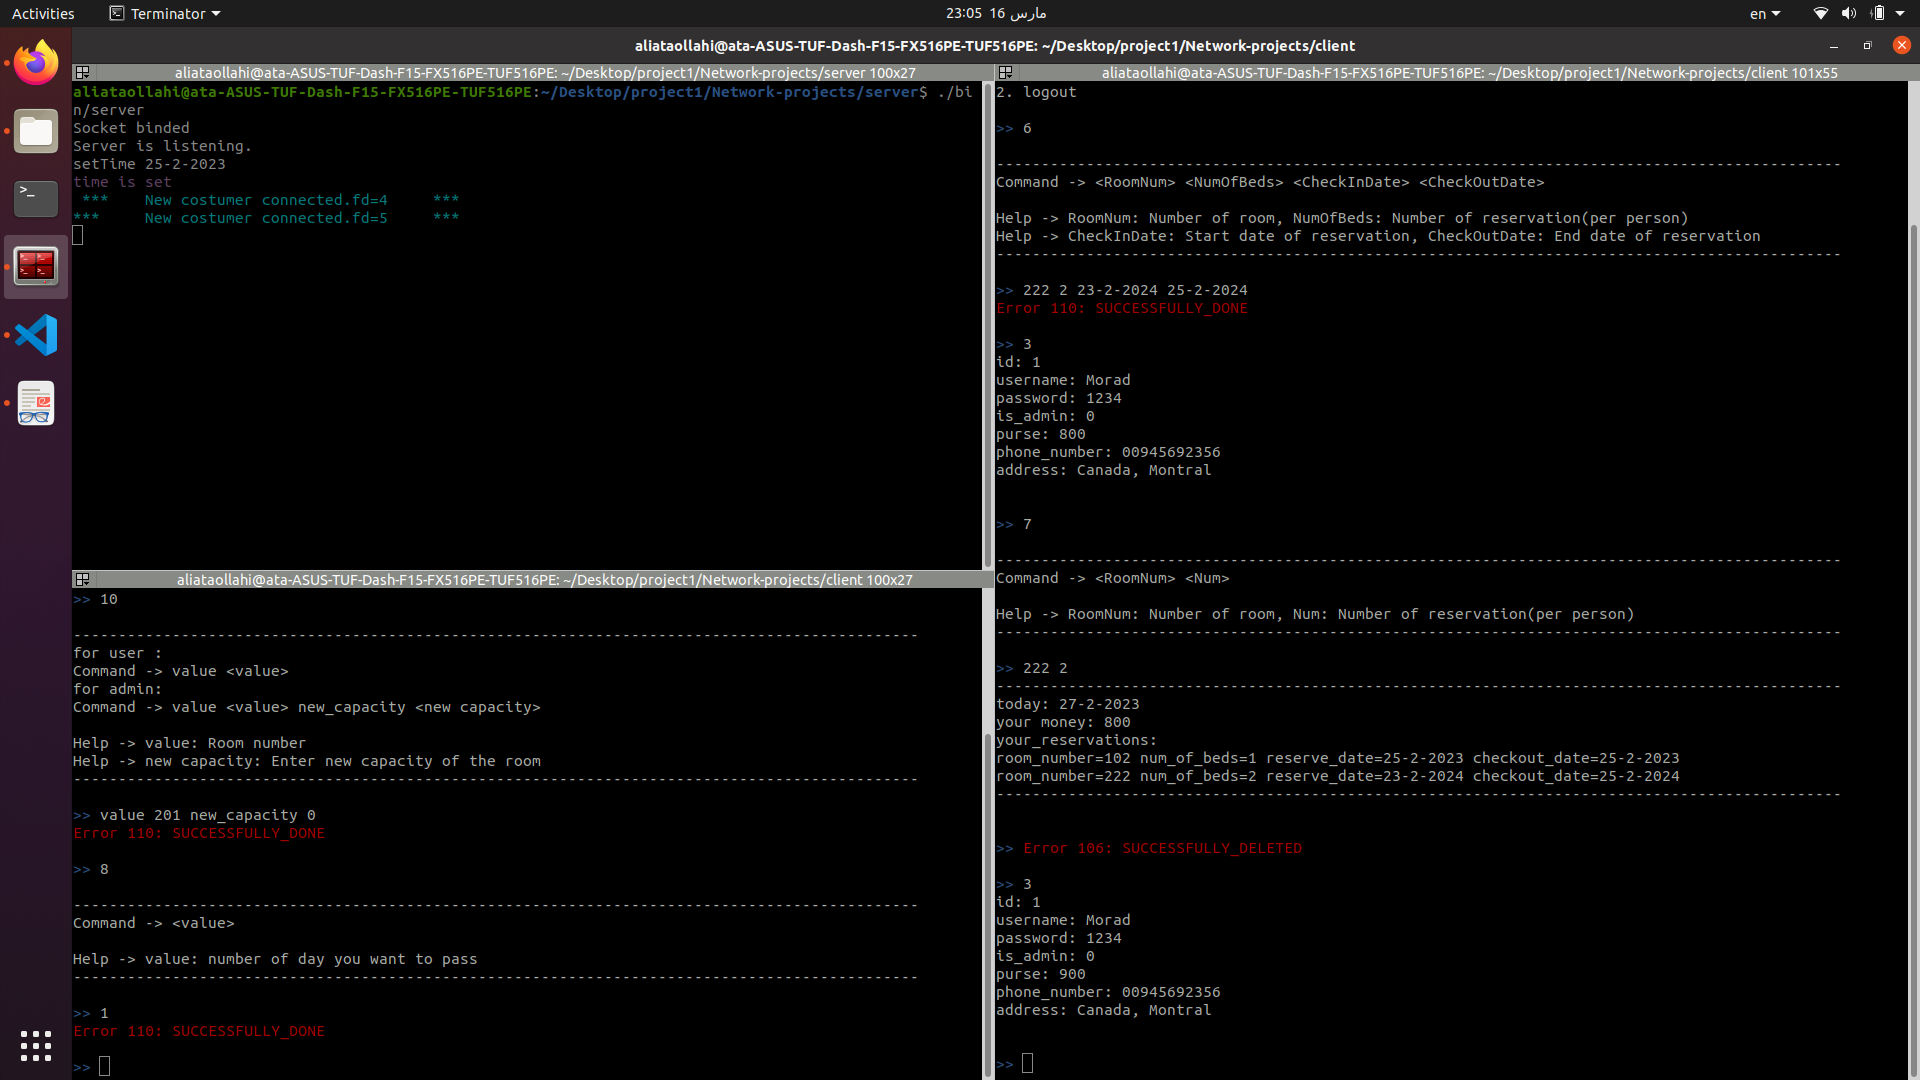 Activities
Terminator
23:05 16 مارس
en
aliataollahi@ata-ASUS-TUF-Dash-F15-FX516PE-TUF516PE: ~/Desktop/project1/Network-projects/client
aliataollahi@ata-ASUS-TUF-Dash-F15-FX516PE-TUF516PE: ~/Desktop/project1/Network-projects/server 100x27
aliataollahi@ata-ASUS-TUF-Dash-F15-FX516PE-TUF516PE:~/Desktop/project1/Network-projects/server$ ./bi
n/server
Socket binded
Server is listening.
setTime 25-2-2023
time is set
*** New costumer connected.fd=4 ***
*** New costumer connected.fd=5 ***
aliataollahi@ata-ASUS-TUF-Dash-F15-FX516PE-TUF516PE: ~/Desktop/project1/Network-projects/client 100x27
>> 10
----------------------------------------------------------------------------------------------
for user :
Command -> value <value>
for admin:
Command -> value <value> new_capacity <new capacity>
Help -> value: Room number
Help -> new capacity: Enter new capacity of the room
----------------------------------------------------------------------------------------------
>> value 201 new_capacity 0
Error 110: SUCCESSFULLY_DONE
>> 8
----------------------------------------------------------------------------------------------
Command -> <value>
Help -> value: number of day you want to pass
----------------------------------------------------------------------------------------------
>> 1
Error 110: SUCCESSFULLY_DONE
>>
aliataollahi@ata-ASUS-TUF-Dash-F15-FX516PE-TUF516PE: ~/Desktop/project1/Network-projects/client 101x55
2. logout
>> 6
----------------------------------------------------------------------------------------------
Command -> <RoomNum> <NumOfBeds> <CheckInDate> <CheckOutDate>
Help -> RoomNum: Number of room, NumOfBeds: Number of reservation(per person)
Help -> CheckInDate: Start date of reservation, CheckOutDate: End date of reservation
----------------------------------------------------------------------------------------------
>> 222 2 23-2-2024 25-2-2024
Error 110: SUCCESSFULLY_DONE
>> 3
id: 1
username: Morad
password: 1234
is_admin: 0
purse: 800
phone_number: 00945692356
address: Canada, Montral
>> 7
----------------------------------------------------------------------------------------------
Command -> <RoomNum> <Num>
Help -> RoomNum: Number of room, Num: Number of reservation(per person)
----------------------------------------------------------------------------------------------
>> 222 2
----------------------------------------------------------------------------------------------
today: 27-2-2023
your money: 800
your_reservations:
room_number=102 num_of_beds=1 reserve_date=25-2-2023 checkout_date=25-2-2023
room_number=222 num_of_beds=2 reserve_date=23-2-2024 checkout_date=25-2-2024
----------------------------------------------------------------------------------------------
>> Error 106: SUCCESSFULLY_DELETED
>> 3
id: 1
username: Morad
password: 1234
is_admin: 0
purse: 900
phone_number: 00945692356
address: Canada, Montral
>>